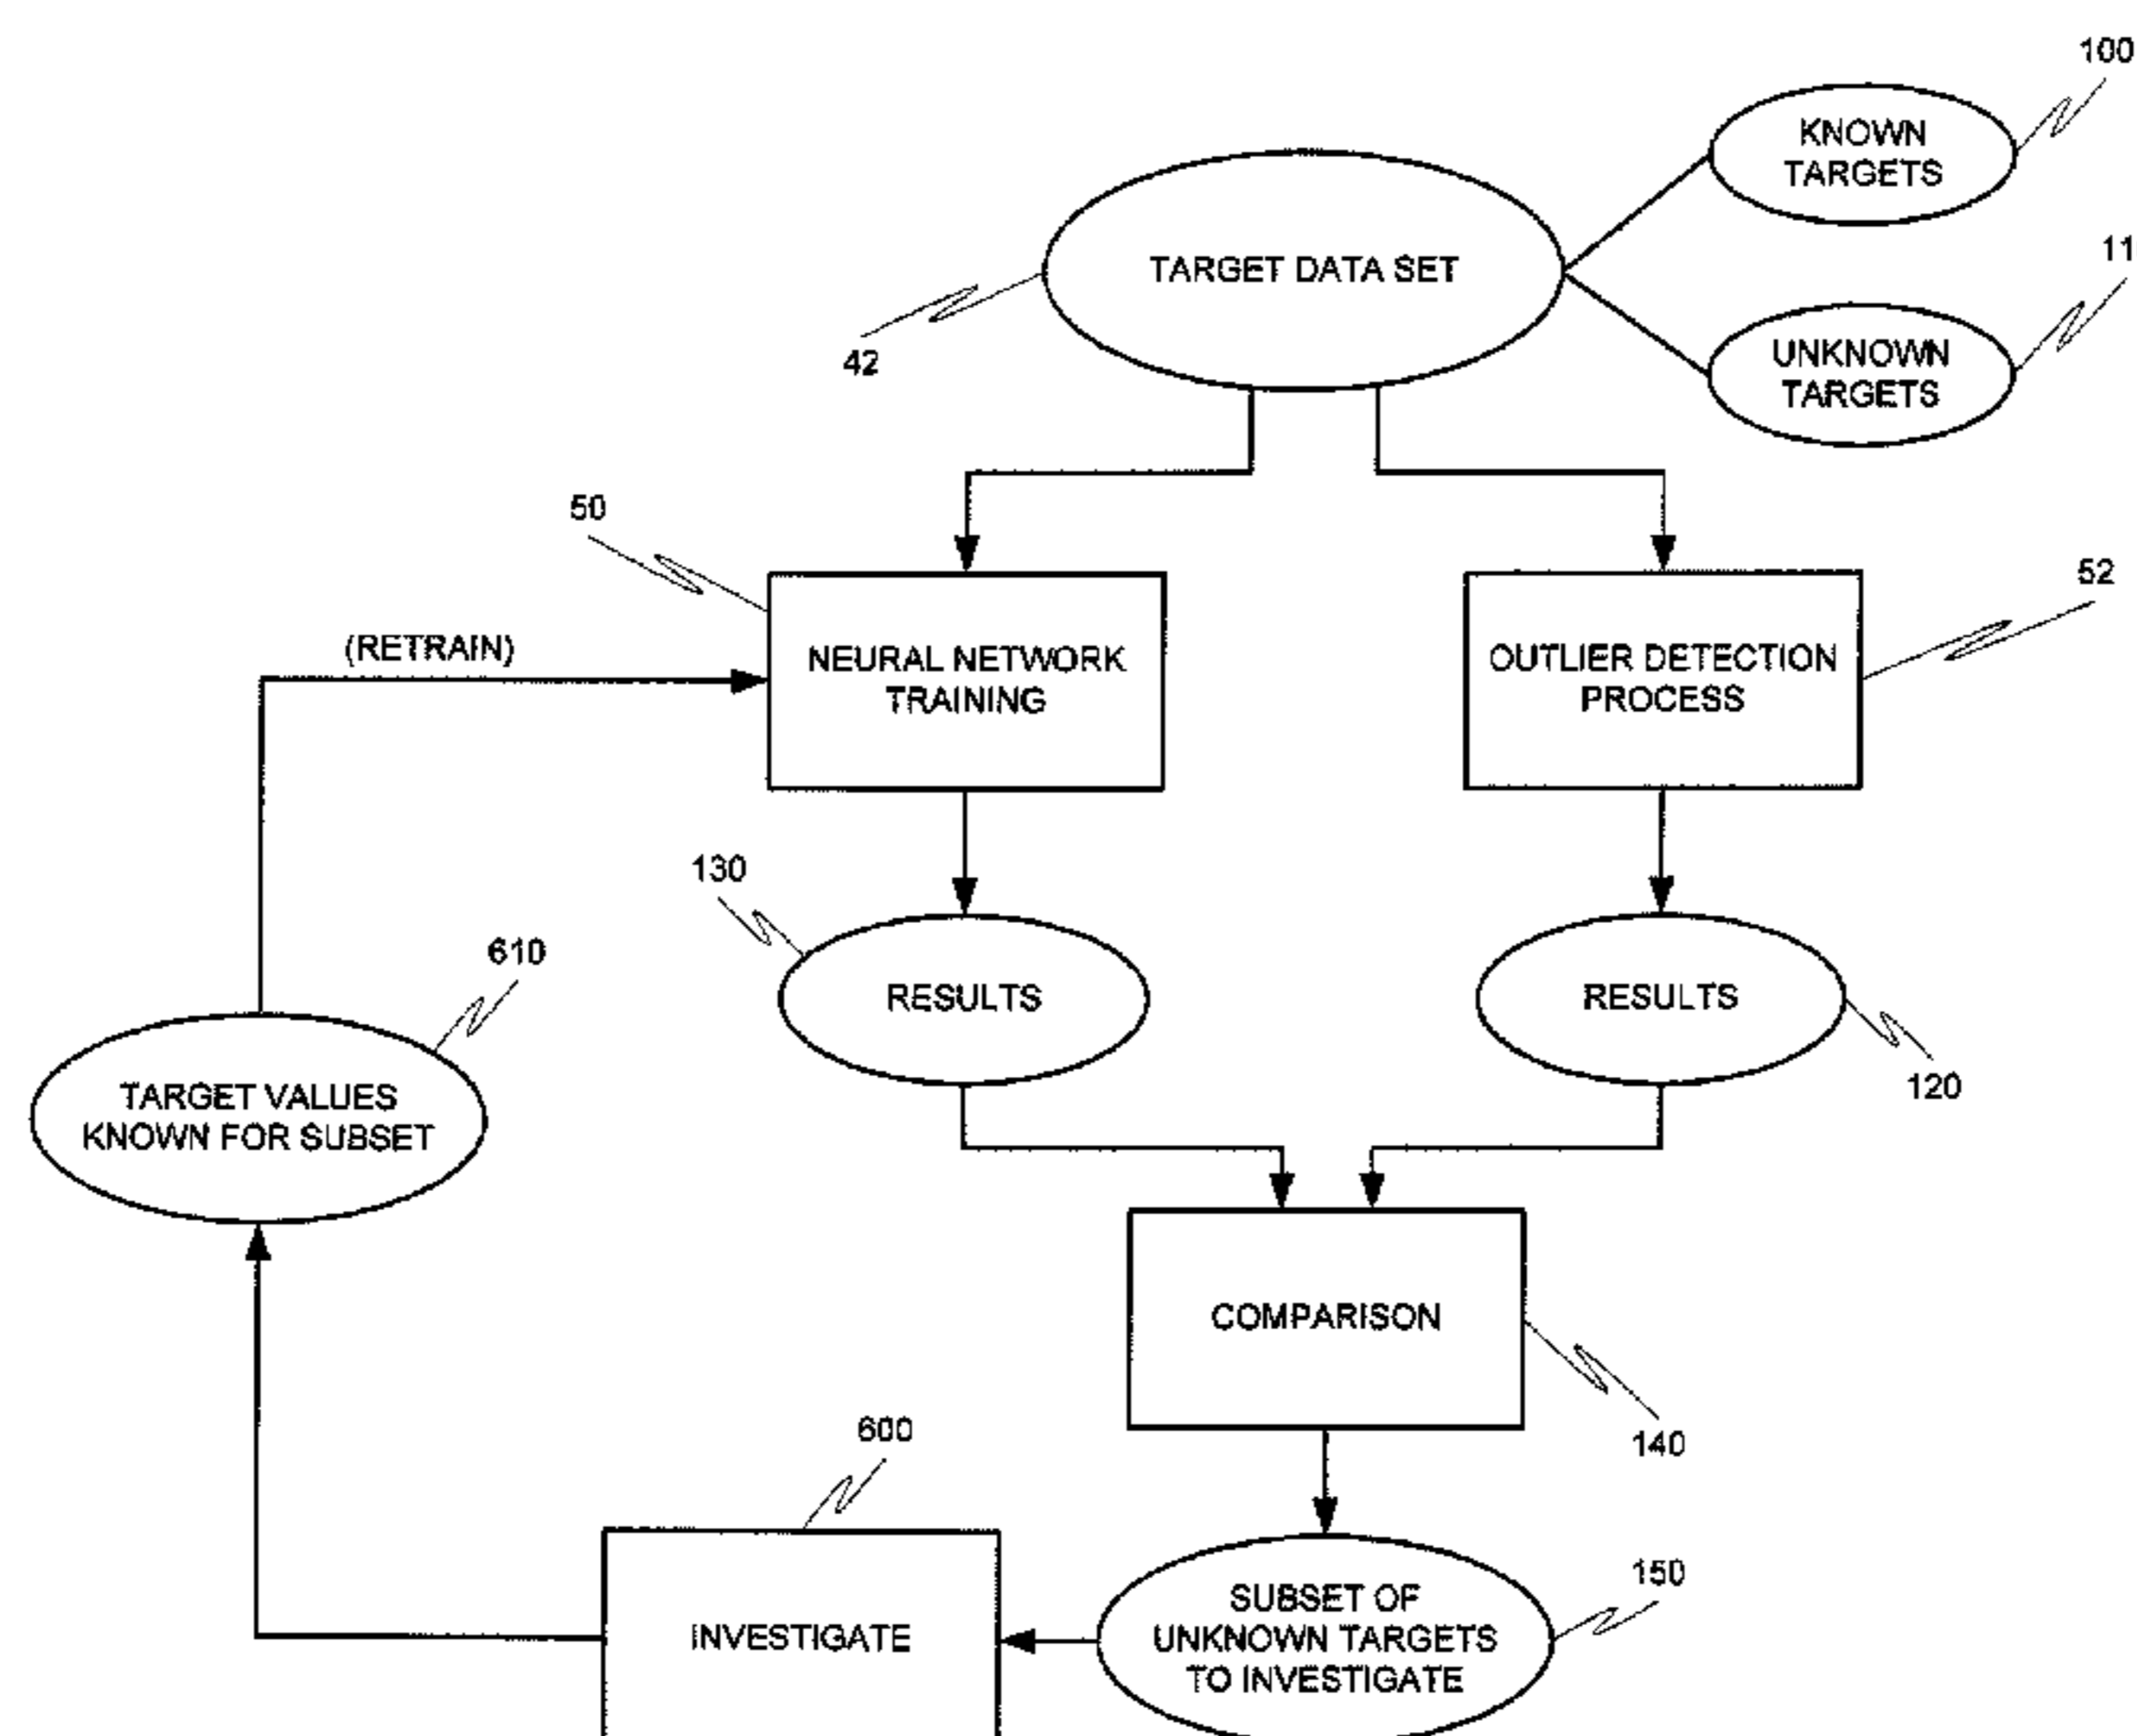 100
KNOWN
TARGETS
TARGET DATA SET
11
42
UNKNOWN
TARGETS
50
52
(RETRAIN)
NEURAL NETWORK
TRAINING
OUTLIER DETECTION
PROCESS
130
610
RESULTS
RESULTS
120
TARGET VALUES
KNOWN FOR SUBSET
COMPARISON
140
600
150
INVESTIGATE
SUBSET OF
UNKNOWN TARGETS
TO INVESTIGATE